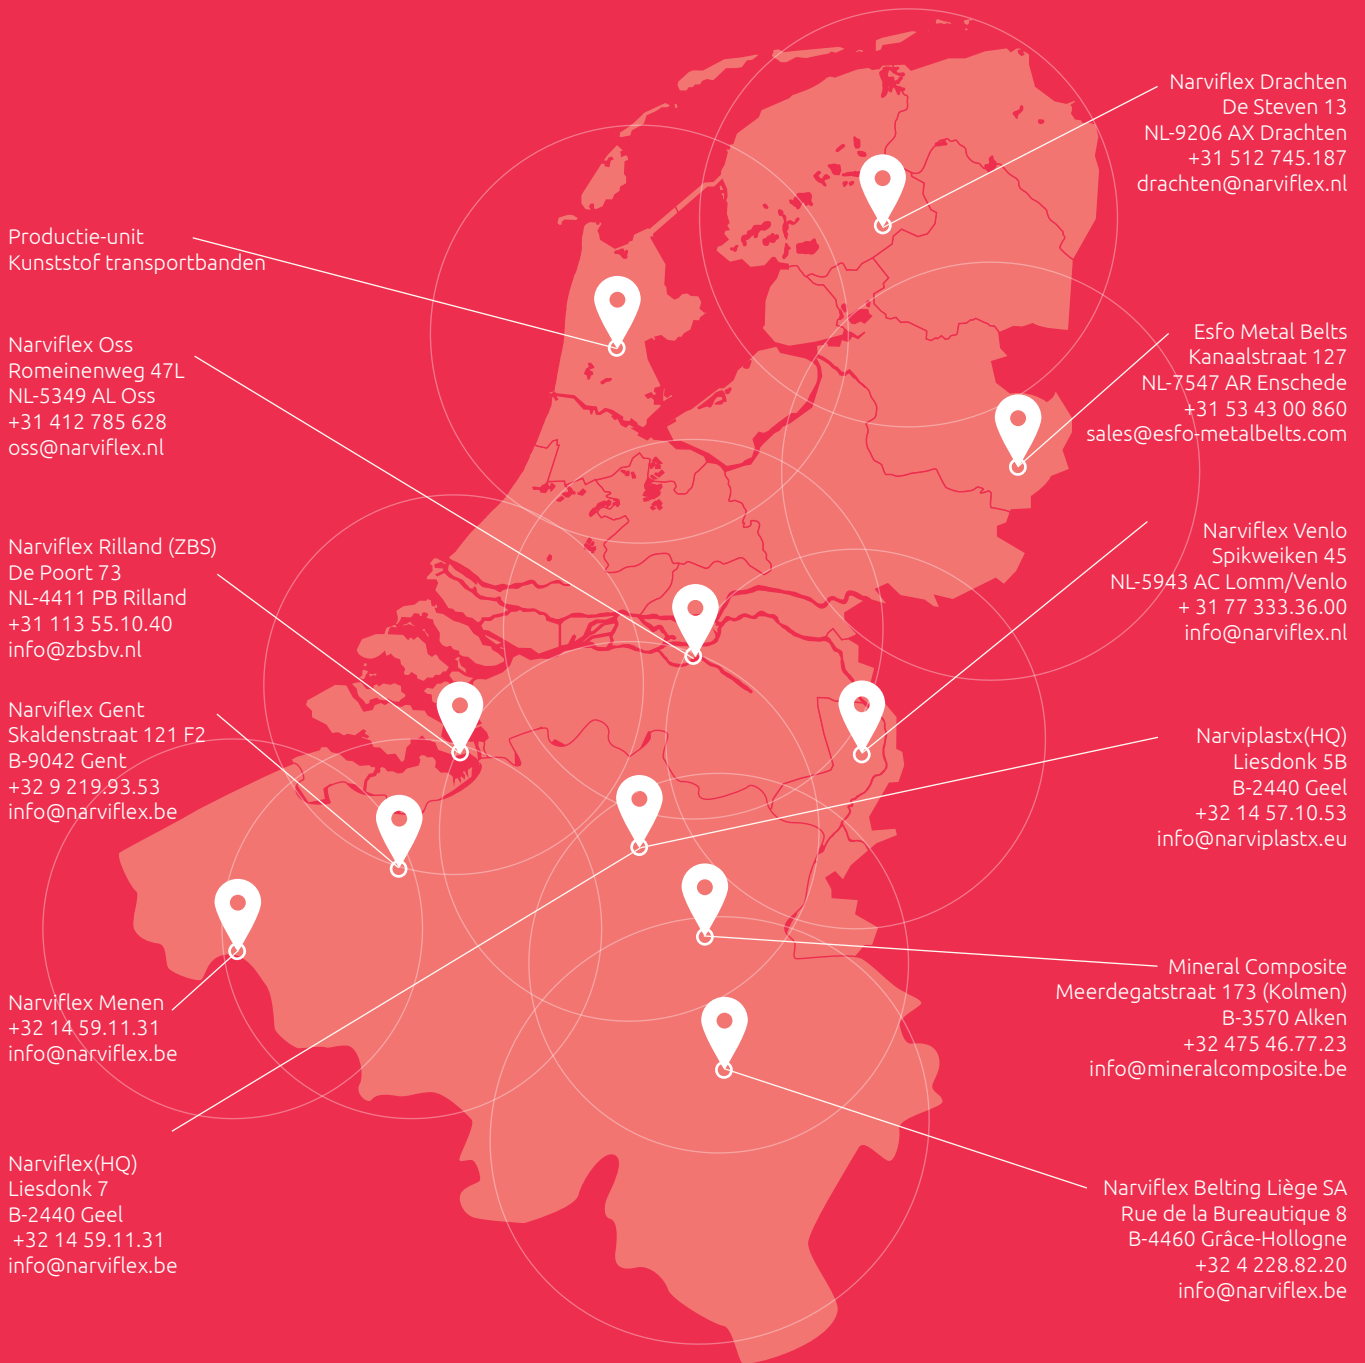 Productie-unit
Kunststof transportbanden
Narviflex Oss
Romeinenweg 47L
NL-5349 AL Oss
+31 412 785 628
oss@narviflex.nl
Narviflex Rilland (ZBS)
De Poort 73
NL-4411 PB Rilland
+31 113 55.10.40
info@zbsbv.nl
Narviflex Gent
Skaldenstraat 121 F2
B-9042 Gent
+32 9 219.93.53
info@narviflex.be
Narviflex Menen
+32 14 59.11.31
info@narviflex.be
Narviflex(HQ)
Liesdonk 7
B-2440 Geel
+32 14 59.11.31
info@narviflex.be
Narviflex Drachten
De Steven 13
NL-9206 AX Drachten
+31 512 745.187
drachten@narviflex.nl
Esfo Metal Belts
Kanaalstraat 127
NL-7547 AR Enschede
+31 53 43 00 860
sales@esfo-metalbelts.com
Narviflex Venlo
Spikweiken 45
NL-5943 AC Lomm/Venlo
+ 31 77 333.36.00
info@narviflex.nl
Narviplastx(HQ)
Liesdonk 5B
B-2440 Geel
+32 14 57.10.53
info@narviplastx.eu
Mineral Composite
Meerdegatstraat 173 (Kolmen)
B-3570 Alken
+32 475 46.77.23
info@mineralcomposite.be
Narviflex Belting Liège SA
Rue de la Bureautique 8
B-4460 Grâce-Hollogne
+32 4 228.82.20
info@narviflex.be